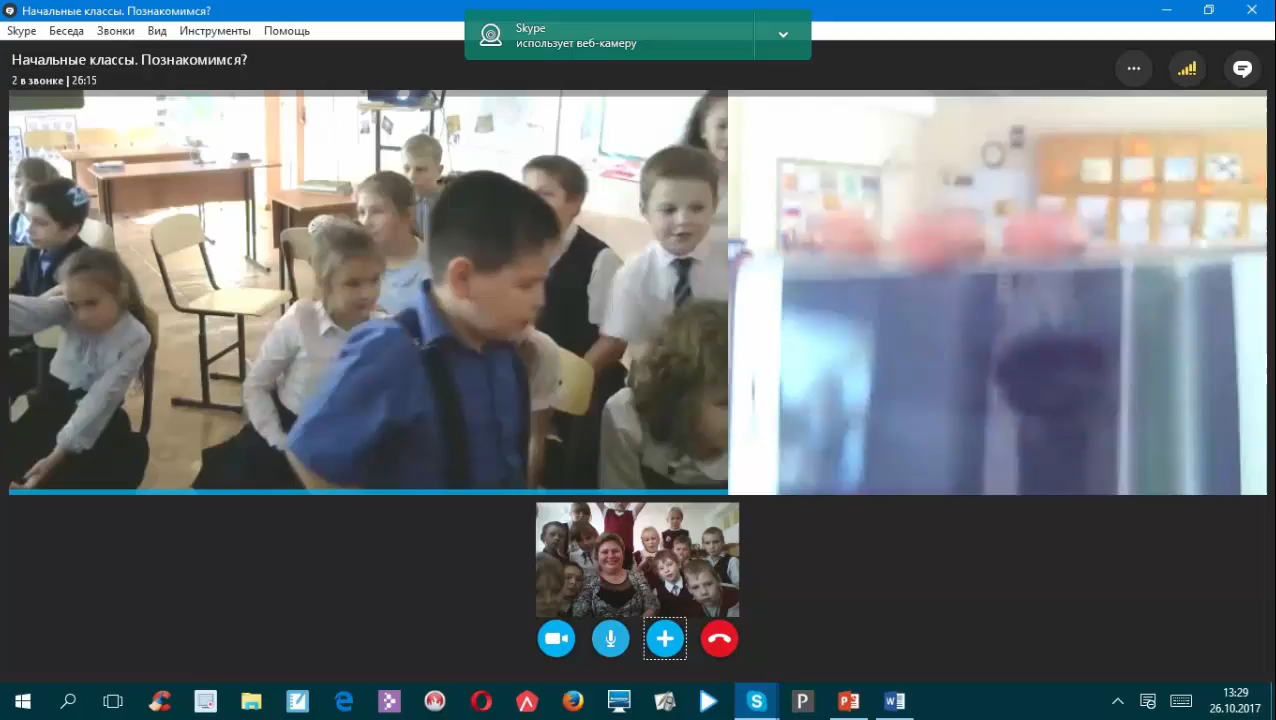 Начальные классы. Познакомимся?
Skype Беседа Звонки Вид Инструменты Помощь
Skype
использует веб-камеру
Начальные классы. Познакомимся?
2 в звонке | 26:15
13:29
26.10.2017